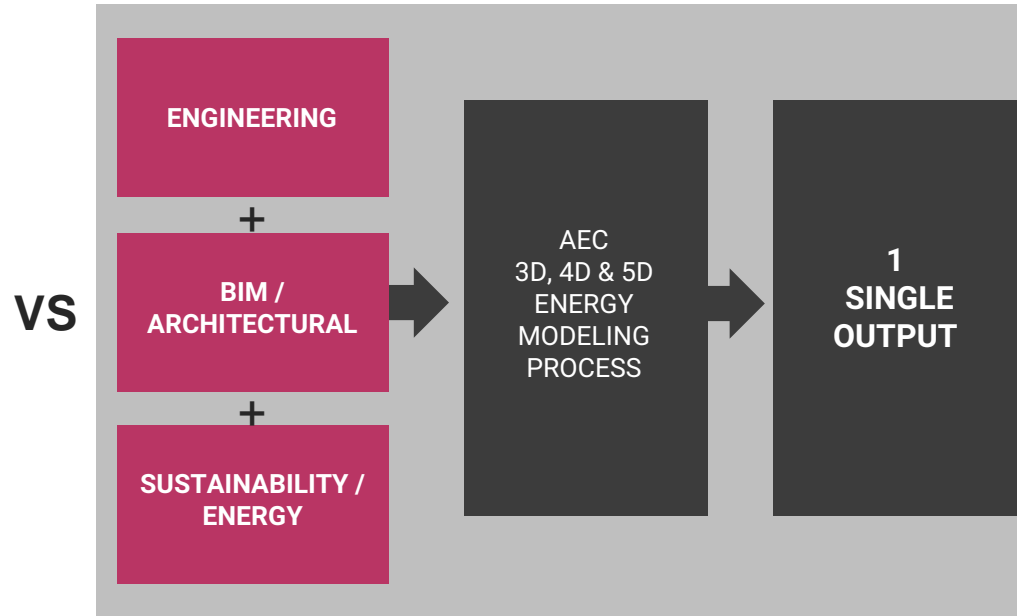 VS
ENGINEERING
+
BIM /
ARCHITECTURAL
+
SUSTAINABILITY /
ENERGY
AEC
3D, 4D & 5D
ENERGY
MODELING
PROCESS
1
SINGLE
OUTPUT